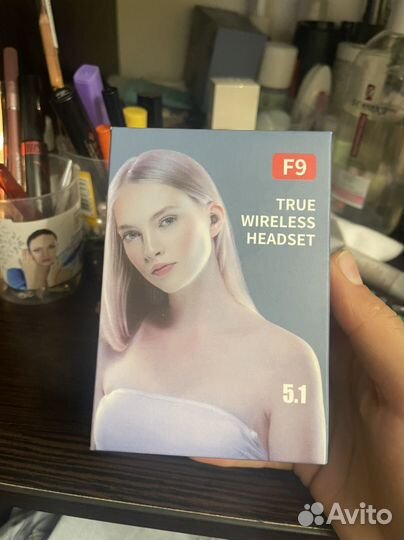 F9
TRUE
WIRELESS
HEADSET
5.1
Avito